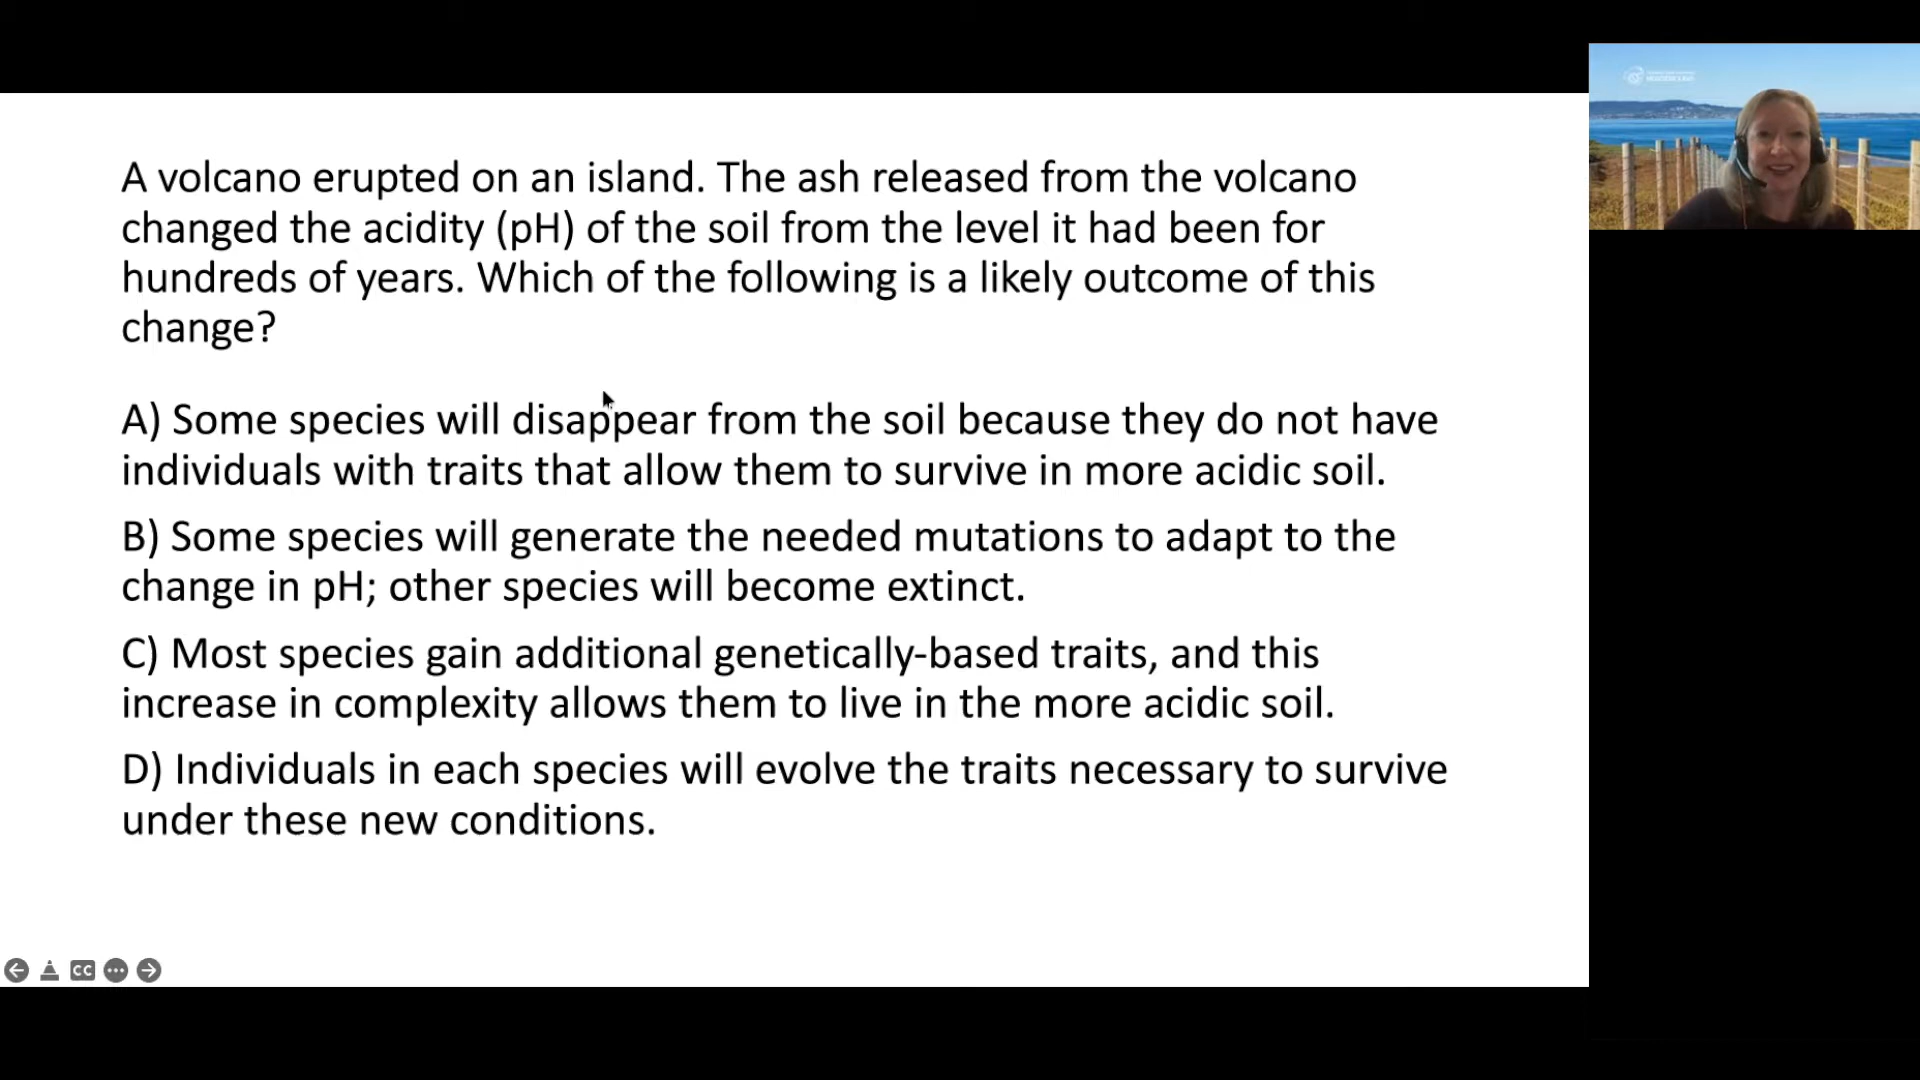 A volcano erupted on an island. The ash released from the volcano
changed the acidity (pH) of the soil from the level it had been for
hundreds of years. Which of the following is a likely outcome of this
change?
A) Some species will disappear from the soil because they do not have
individuals with traits that allow them to survive in more acidic soil.
B) Some species will generate the needed mutations to adapt to the
change in pH; other species will become extinct.
C) Most species gain additional genetically-based traits, and this
increase in complexity allows them to live in the more acidic soil.
D) Individuals in each species will evolve the traits necessary to survive
under these new conditions.
CC